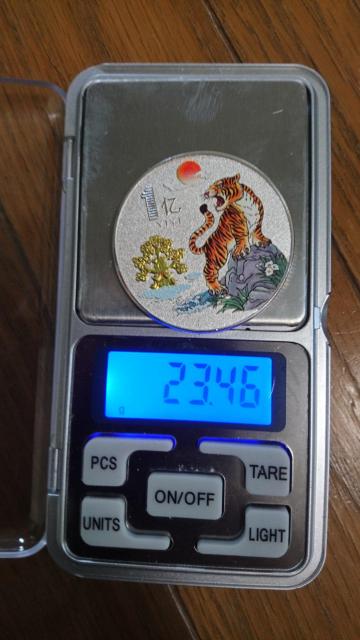 亿
23.46
g
PCS
TARE
ON/OFF
UNITS
LIGHT